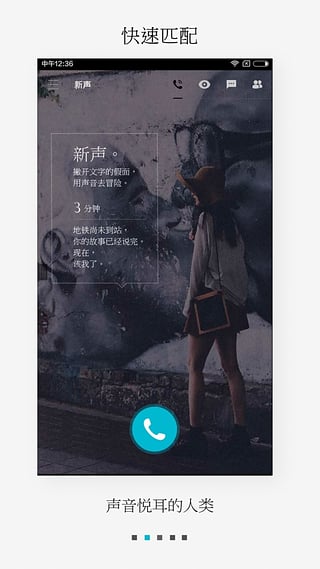 快速匹配
中午12:36
新声
新声。
撇开文字的假面，
用声音去冒险。
3 分钟
地铁尚未到站，
你的故事已经说完。
现在，
该我了。
声音悦耳的人类